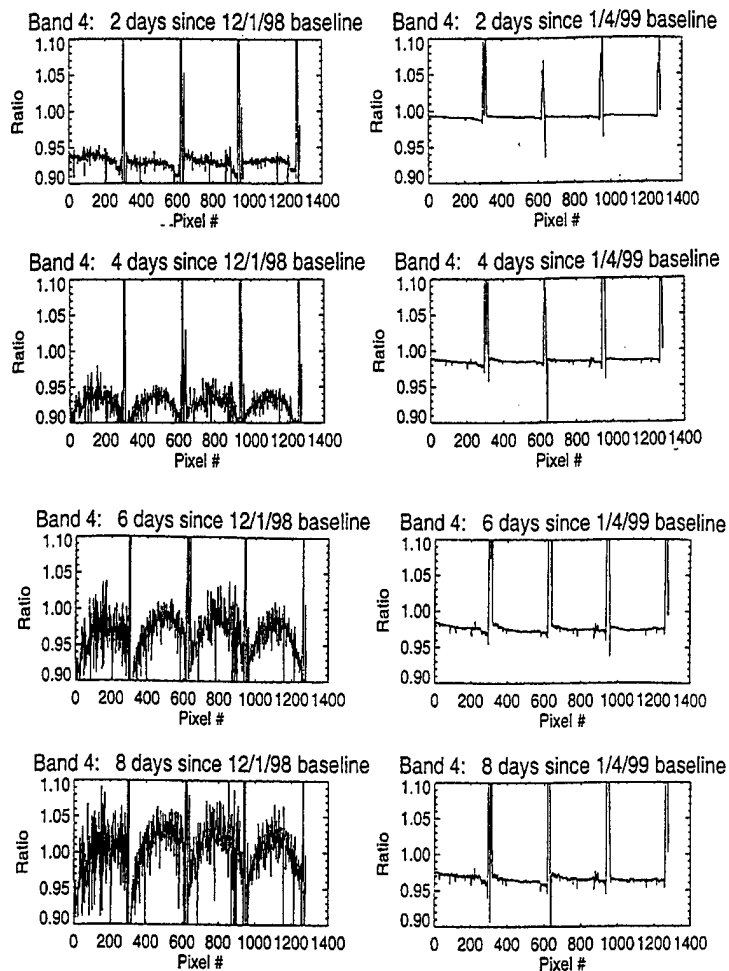 Band 4: 2 days since 12/1/98 baseline
1.10
1.05
1.00
0.95
0.90
Ratio
0 200 400 600 800 1000 1200 1400
Pixel #
Band 4: 2 days since 1/4/99 baseline
1.10
1.05
1.00
0.95
0.90
Ratio
0 200 400 600 800 1000 1200 1400
Pixel #
Band 4: 4 days since 12/1/98 baseline
1.10
1.05
1.00
0.95
0.90
Ratio
0 200 400 600 800 1000 1200 1400
Pixel #
Band 4: 4 days since 1/4/99 baseline
1.10
1.05
1.00
0.95
0.90
Ratio
0 200 400 600 800 1000 1200 1400
Pixel #
Band 4: 6 days since 12/1/98 baseline
1.10
1.05
1.00
0.95
0.90
Ratio
0 200 400 600 800 1000 1200 1400
Pixel #
Band 4: 6 days since 1/4/99 baseline
1.10
1.05
1.00
0.95
0.90
Ratio
0 200 400 600 800 1000 1200 1400
Pixel #
Band 4: 8 days since 12/1/98 baseline
1.10
1.05
1.00
0.95
0.90
Ratio
0 200 400 600 800 1000 1200 1400
Pixel #
Band 4: 8 days since 1/4/99 baseline
1.10
1.05
1.00
0.95
0.90
Ratio
0 200 400 600 800 1000 1200 1400
Pixel #